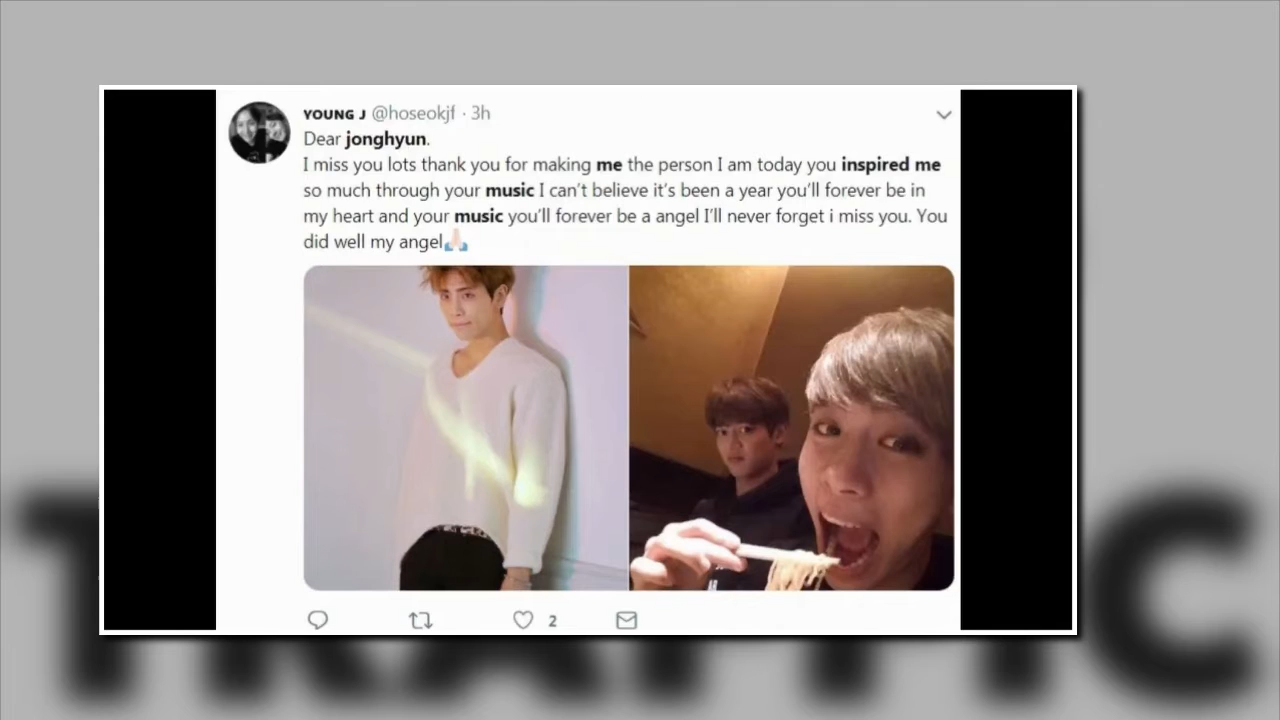 YOUNG J @hoseokjf · 3h
Dear jonghyun.
I miss you lots thank you for making me the person I am today you inspired me
so much through your music I can't believe it's been a year you'll forever be in
my heart and your music you'll forever be a angel I'll never forget i miss you. You
did well my angel🙏🏻
2
TRAFFIC